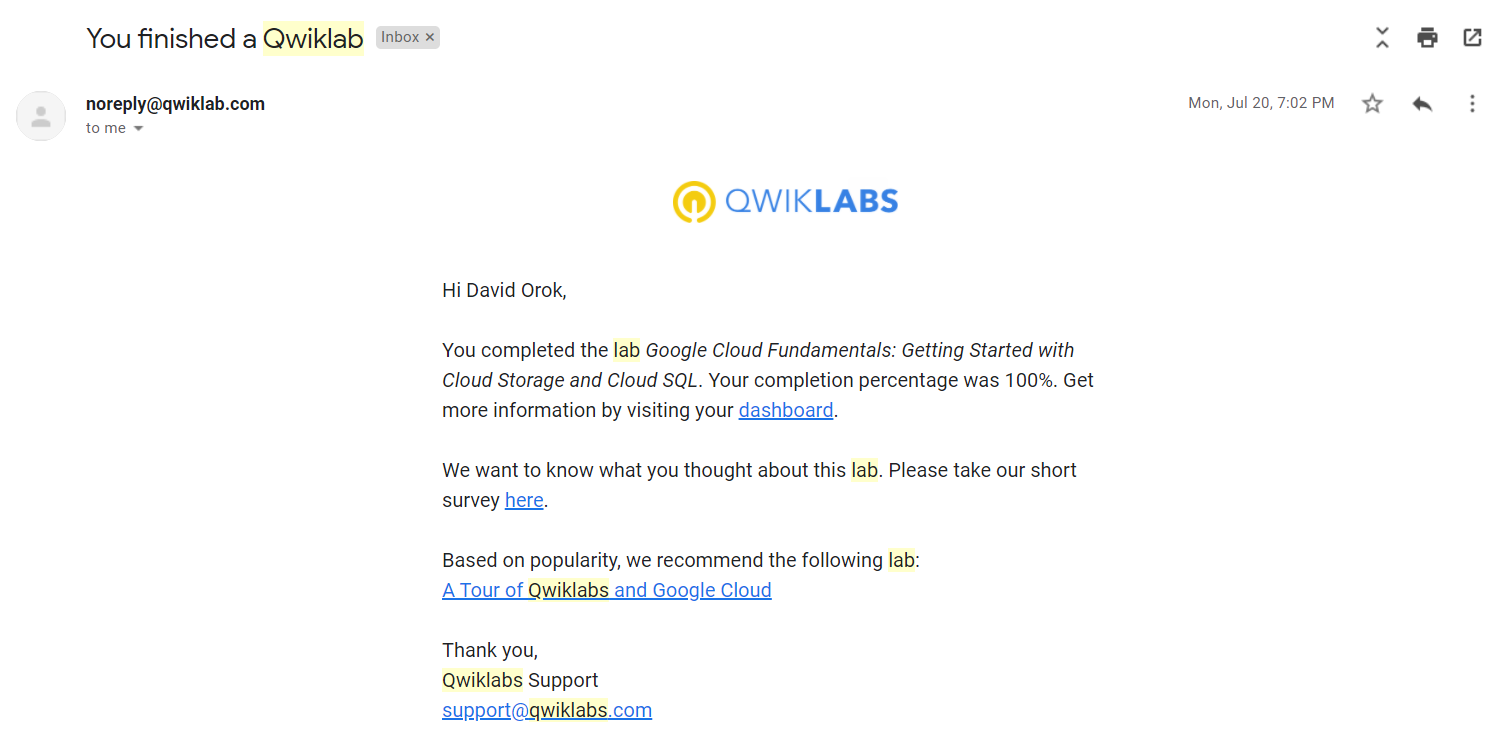 You finished a Qwiklab Inbox ×
noreply@qwiklab.com Mon, Jul 20, 7:02 PM
to me
QWIKLABS
Hi David Orok,
You completed the lab Google Cloud Fundamentals: Getting Started with
Cloud Storage and Cloud SQL. Your completion percentage was 100%. Get
more information by visiting your dashboard.
We want to know what you thought about this lab. Please take our short
survey here.
Based on popularity, we recommend the following lab:
A Tour of Qwiklabs and Google Cloud
Thank you,
Qwiklabs Support
support@qwiklabs.com